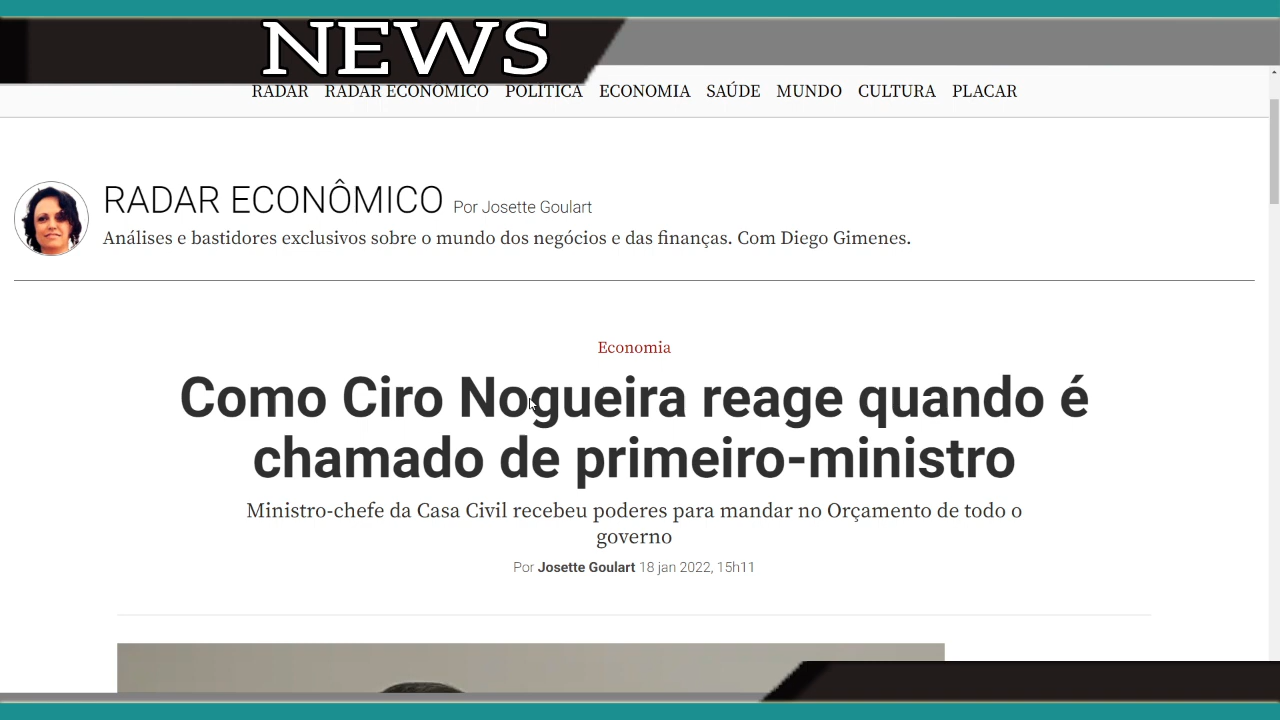 NEWS
RADAR RADAR ECONÔMICO POLÍTICA ECONOMIA SAÚDE MUNDO CULTURA PLACAR
RADAR ECONÔMICO Por Josette Goulart
Análises e bastidores exclusivos sobre o mundo dos negócios e das finanças. Com Diego Gimenes.
Economia
Como Ciro Nogueira reage quando é
chamado de primeiro-ministro
Ministro-chefe da Casa Civil recebeu poderes para mandar no Orçamento de todo o
governo
Por Josette Goulart 18 jan 2022, 15h11